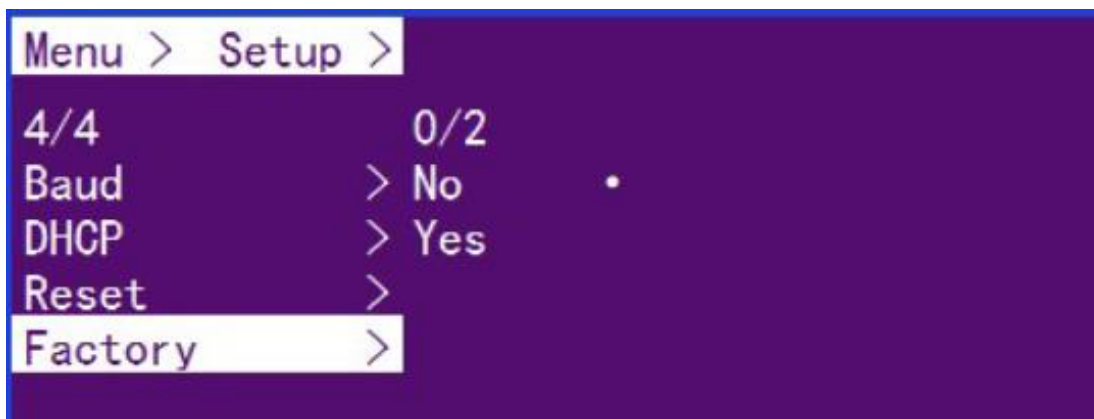 Menu > Setup >
4/4 0/2
Baud > No •
DHCP > Yes
Reset >
Factory >